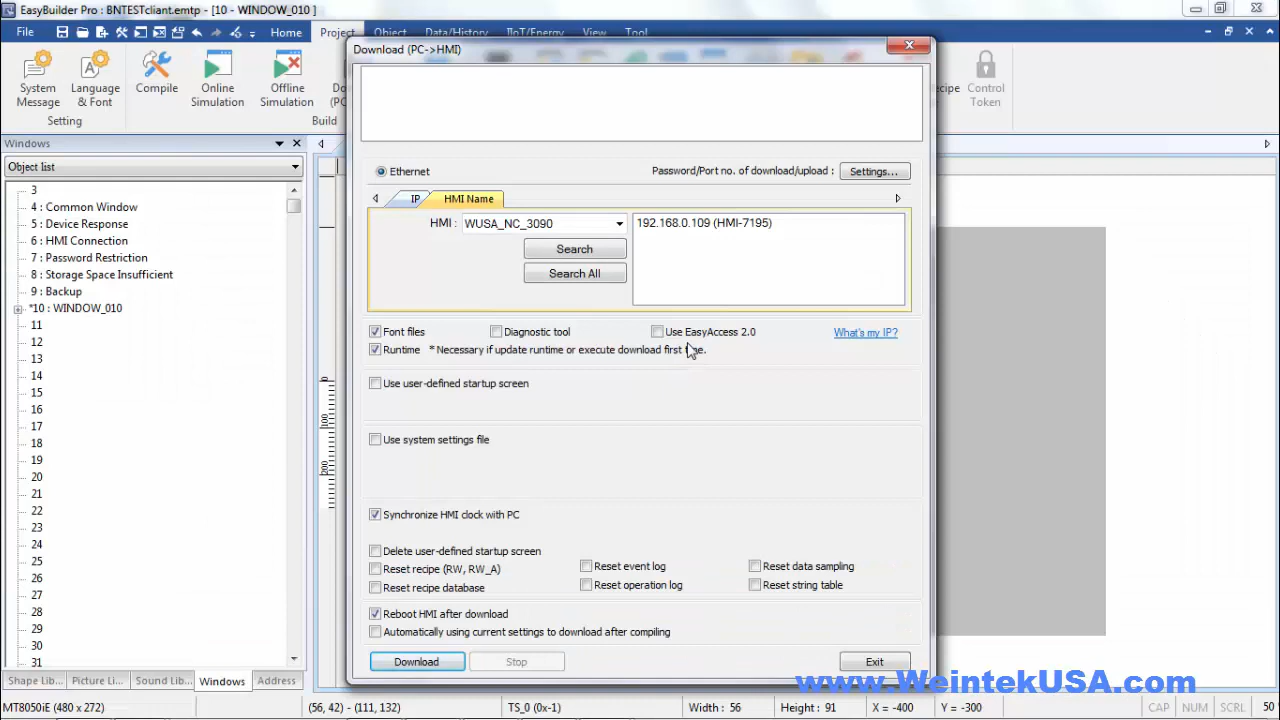 EasyBuilder Pro : BNTESTcliant.emtp - [10 - WINDOW_010 ]
File Home Project Object Data/History IIoT/Energy View Tool
System Message
Language & Font
Compile
Online Simulation
Offline Simulation
Control Token
Setting
Build
Windows
Object list
3
4 : Common Window
5 : Device Response
6 : HMI Connection
7 : Password Restriction
8 : Storage Space Insufficient
9 : Backup
*10 : WINDOW_010
11
12
13
14
15
16
17
18
19
20
21
22
23
24
25
26
27
28
29
30
31
Shape Lib... Picture Li... Sound Lib... Windows Address
0
100
200
Download (PC->HMI)
Ethernet
Password/Port no. of download/upload : Settings...
IP HMI Name
HMI : WUSA_NC_3090
192.168.0.109 (HMI-7195)
Search
Search All
Font files Diagnostic tool Use EasyAccess 2.0 What's my IP?
Runtime * Necessary if update runtime or execute download first
Use user-defined startup screen
Use system settings file
Synchronize HMI clock with PC
Delete user-defined startup screen
Reset recipe (RW, RW_A) Reset event log Reset data sampling
Reset recipe database Reset operation log Reset string table
Reboot HMI after download
Automatically using current settings to download after compiling
Download Stop Exit
www.WeintekUSA.com
MT8050iE (480 x 272) (56, 42) - (111, 132) TS_0 (0x-1) Width : 56 Height : 91 X = -400 Y = -300 CAP NUM SCRL 50